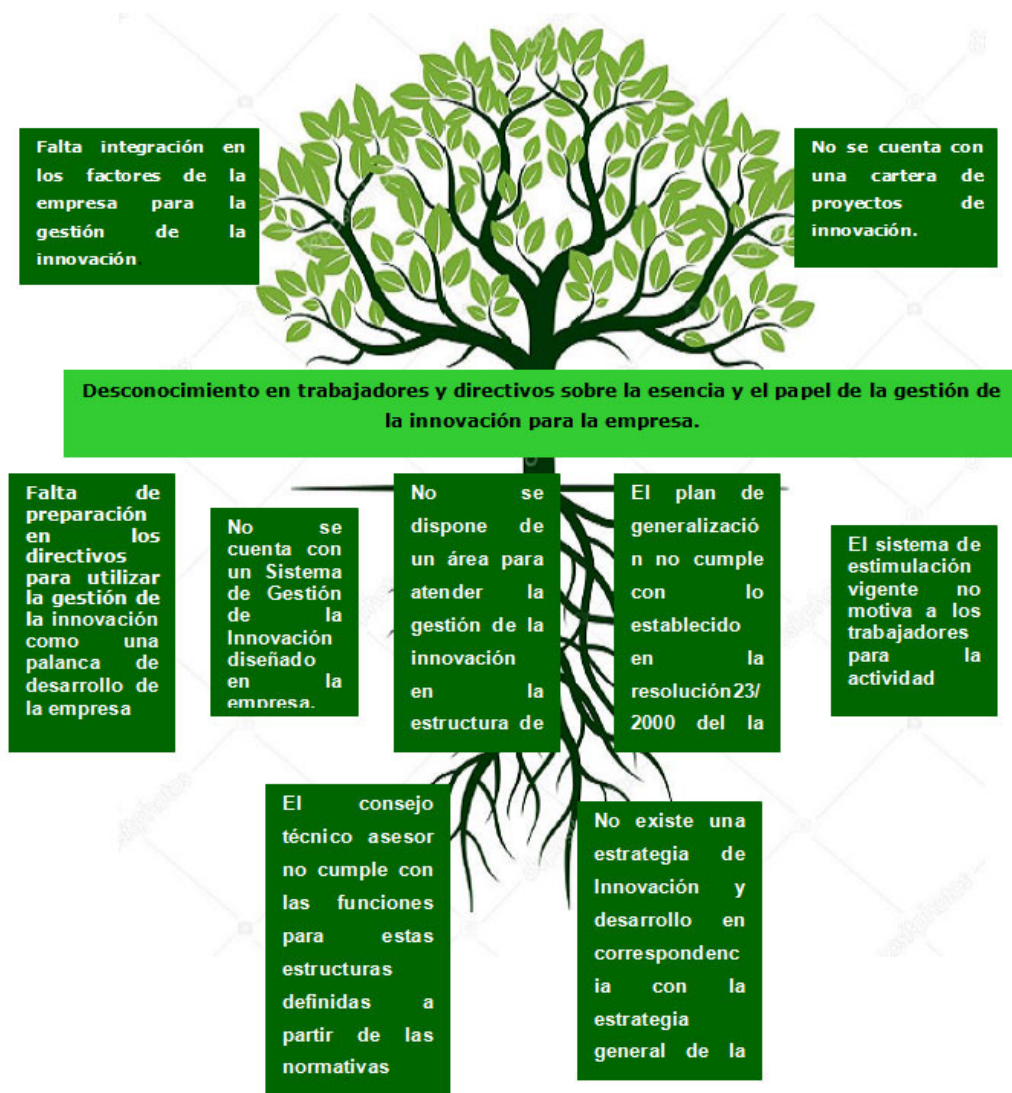 Falta integración en
los factores de la
empresa para la
gestión de la
innovación.
No se cuenta con
una cartera de
proyectos de
innovación.
Desconocimiento en trabajadores y directivos sobre la esencia y el papel de la gestión de
la innovación para la empresa.
Falta de
preparación
en los
directivos
para utilizar
la gestión de
la innovación
como una
palanca de
desarrollo de
la empresa
No se
cuenta con
un Sistema
de Gestión
de la
Innovación
diseñado
en la
empresa.
No se
dispone de
un área para
atender la
gestión de la
innovación
en la
estructura de
El plan de
generalizació
n no cumple
con lo
establecido
en la
resolución23/
2000 del la
El sistema de
estimulación
vigente no
motiva a los
trabajadores
para la
actividad
El consejo
técnico asesor
no cumple con
las funciones
para estas
estructuras
definidas a
partir de las
normativas
No existe una
estrategia de
Innovación y
desarrollo en
correspondenc
ia con la
estrategia
general de la